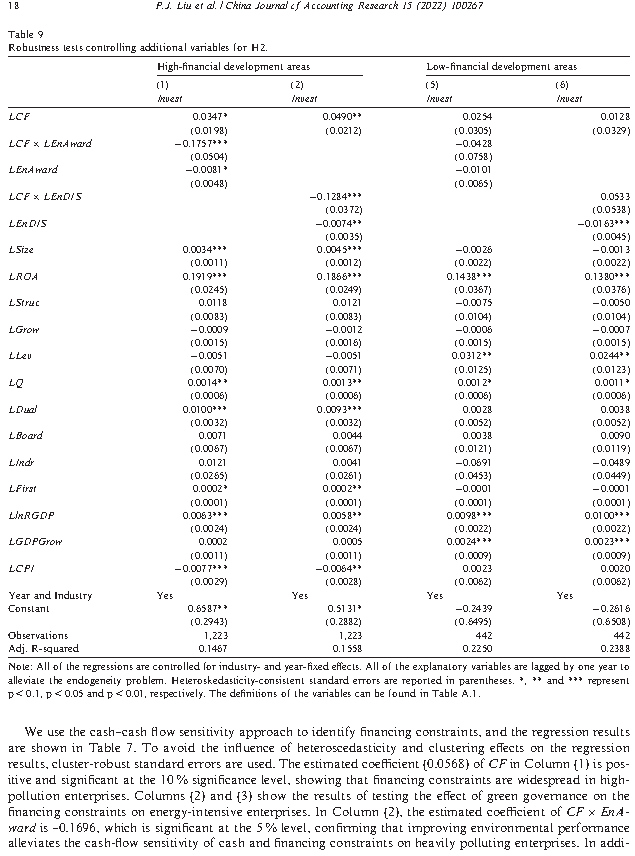 18 P.J. Liu et al. / China Journal of Accounting Research 15 (2022) 100267
Table 9
Robustness tests controlling additional variables for H2.
High-financial development areas Low-financial development areas
(1) (2) (5) (6)
Invest Invest Invest Invest
LCF 0.0347* 0.0490** 0.0254 0.0128
(0.0198) (0.0212) (0.0305) (0.0329)
LCF × LEnAward −0.1757*** −0.0428
(0.0504) (0.0758)
LEnAward −0.0081* −0.0101
(0.0048) (0.0065)
LCF × LEnDIS −0.1284*** 0.0533
(0.0372) (0.0538)
LEnDIS −0.0074** −0.0163***
(0.0035) (0.0045)
LSize 0.0034*** 0.0045*** −0.0026 −0.0013
(0.0011) (0.0012) (0.0022) (0.0022)
LROA 0.1919*** 0.1866*** 0.1438*** 0.1380***
(0.0245) (0.0249) (0.0367) (0.0376)
LStruc 0.0118 0.0121 −0.0075 −0.0050
(0.0083) (0.0083) (0.0104) (0.0104)
LGrow −0.0009 −0.0012 −0.0006 −0.0007
(0.0015) (0.0016) (0.0015) (0.0015)
LLev −0.0051 −0.0051 0.0312** 0.0244**
(0.0070) (0.0071) (0.0125) (0.0123)
LQ 0.0014** 0.0013** 0.0012* 0.0011*
(0.0006) (0.0006) (0.0006) (0.0006)
LDual 0.0100*** 0.0093*** 0.0028 0.0038
(0.0032) (0.0032) (0.0052) (0.0052)
LBoard 0.0071 0.0044 0.0038 0.0090
(0.0067) (0.0067) (0.0121) (0.0119)
LIndr 0.0121 0.0041 −0.0691 −0.0489
(0.0265) (0.0261) (0.0453) (0.0449)
LFirst 0.0002* 0.0002** −0.0001 −0.0001
(0.0001) (0.0001) (0.0001) (0.0001)
LlnRGDP 0.0063*** 0.0058** 0.0098*** 0.0100***
(0.0024) (0.0024) (0.0022) (0.0022)
LGDPGrow 0.0002 0.0005 0.0024*** 0.0023***
(0.0011) (0.0011) (0.0009) (0.0009)
LCPI −0.0077*** −0.0064** 0.0023 0.0020
(0.0029) (0.0028) (0.0062) (0.0062)
Year and Industry Yes Yes Yes Yes
Constant 0.6587** 0.5131* −0.2439 −0.2616
(0.2943) (0.2882) (0.6495) (0.6508)
Observations 1,223 1,223 442 442
Adj. R-squared 0.1467 0.1558 0.2250 0.2388
Note: All of the regressions are controlled for industry- and year-fixed effects. All of the explanatory variables are lagged by one year to
alleviate the endogeneity problem. Heteroskedasticity-consistent standard errors are reported in parentheses. *, ** and *** represent
p < 0.1, p < 0.05 and p < 0.01, respectively. The definitions of the variables can be found in Table A.1.
We use the cash–cash flow sensitivity approach to identify financing constraints, and the regression results
are shown in Table 7. To avoid the influence of heteroscedasticity and clustering effects on the regression
results, cluster-robust standard errors are used. The estimated coefficient (0.0568) of CF in Column (1) is pos-
itive and significant at the 10 % significance level, showing that financing constraints are widespread in high-
pollution enterprises. Columns (2) and (3) show the results of testing the effect of green governance on the
financing constraints on energy-intensive enterprises. In Column (2), the estimated coefficient of CF × EnA-
ward is –0.1696, which is significant at the 5 % level, confirming that improving environmental performance
alleviates the cash-flow sensitivity of cash and financing constraints on heavily polluting enterprises. In addi-